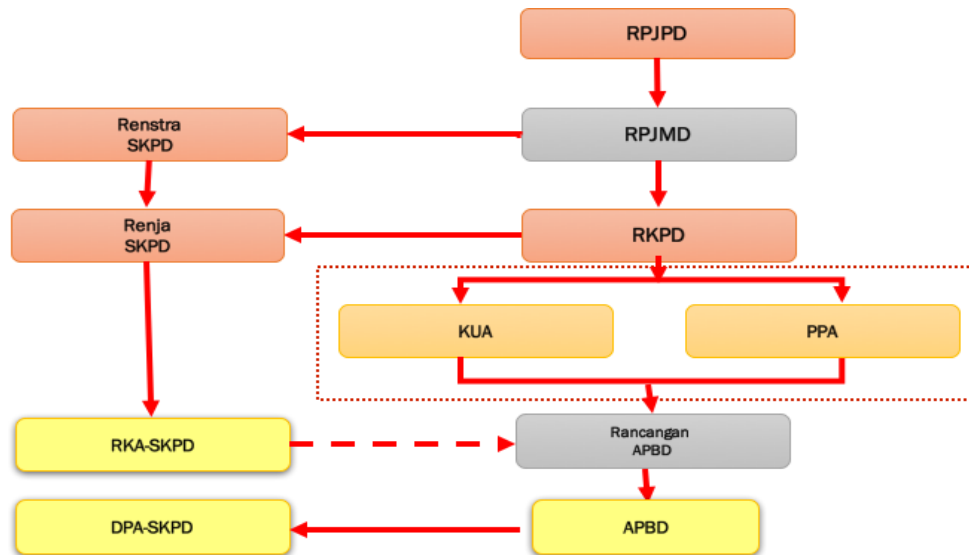 RPJPD
Renstra
SKPD
RPJMD
Renja
SKPD
RKPD
KUA
PPA
RKA-SKPD
Rancangan
APBD
DPA-SKPD
APBD